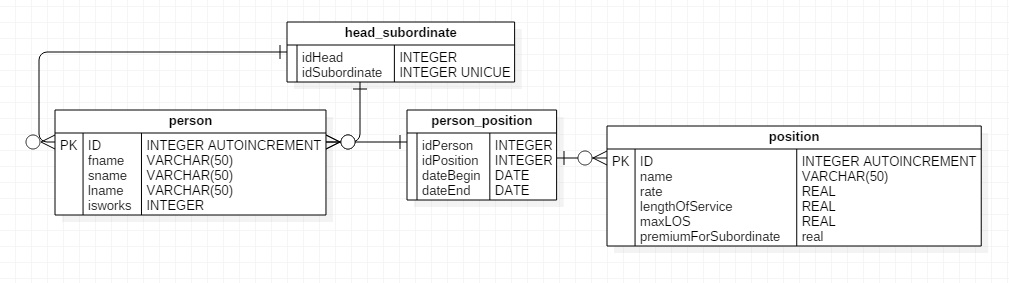 head_subordinate
idHead INTEGER
idSubordinate INTEGER UNICUE
person
PK ID INTEGER AUTOINCREMENT
fname VARCHAR(50)
sname VARCHAR(50)
lname VARCHAR(50)
isworks INTEGER
person_position
idPerson INTEGER
idPosition INTEGER
dateBegin DATE
dateEnd DATE
position
PK ID INTEGER AUTOINCREMENT
name VARCHAR(50)
rate REAL
lengthOfService REAL
maxLOS REAL
premiumForSubordinate real